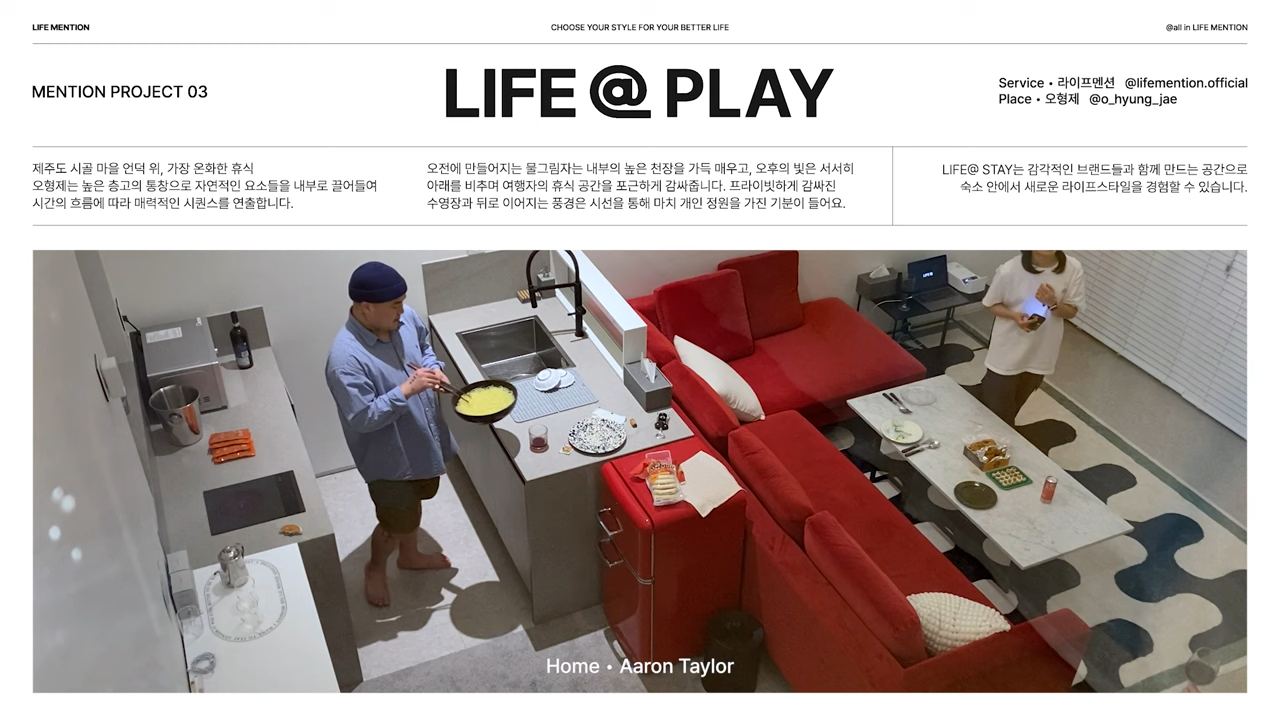 LIFE MENTION
CHOOSE YOUR STYLE FOR YOUR BETTER LIFE
@all in LIFE MENTION
MENTION PROJECT 03
LIFE @ PLAY
Service • 라이프멘션 @lifemention.official
Place • 오형제 @o_hyung_jae
제주도 시골 마을 언덕 위, 가장 온화한 휴식
오형제는 높은 층고의 통창으로 자연적인 요소들을 내부로 끌어들여
시간의 흐름에 따라 매력적인 시퀀스를 연출합니다.
오전에 만들어지는 물그림자는 내부의 높은 천장을 가득 매우고, 오후의 빛은 서서히
아래를 비추며 여행자의 휴식 공간을 포근하게 감싸줍니다. 프라이빗하게 감싸진
수영장과 뒤로 이어지는 풍경은 시선을 통해 마치 개인 정원을 가진 기분이 들어요.
LIFE@ STAY는 감각적인 브랜드들과 함께 만드는 공간으로
숙소 안에서 새로운 라이프스타일을 경험할 수 있습니다.
LIFE@
Home • Aaron Taylor